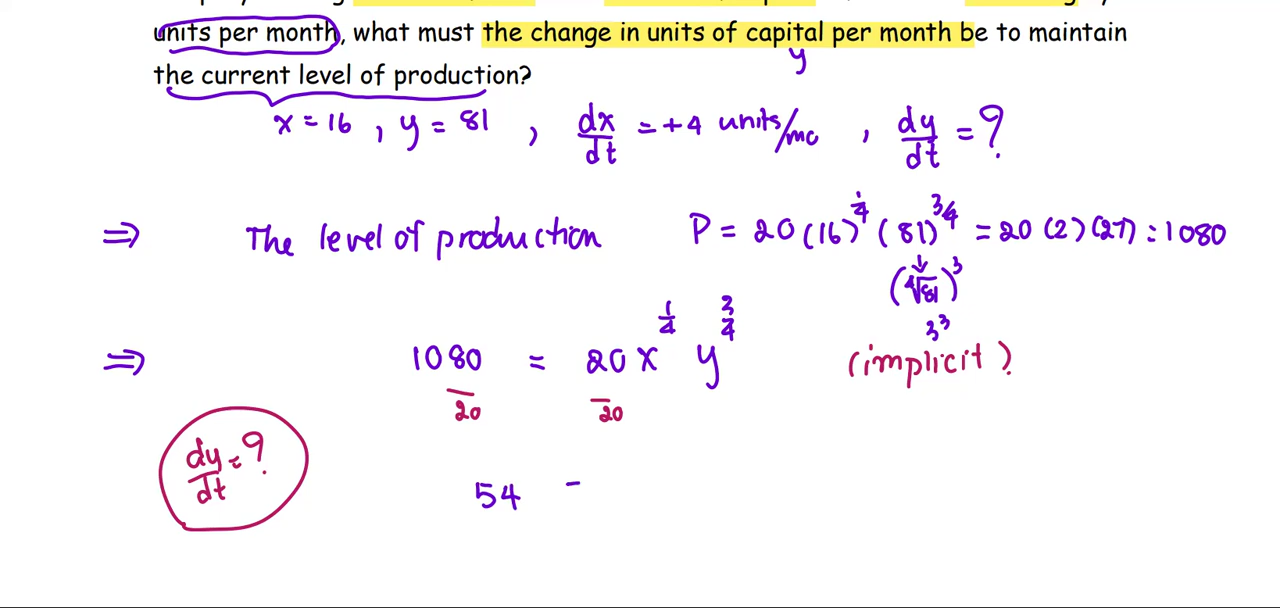 units per month, what must the change in units of capital per month be to maintain
y
the current level of production?
x = 16 , y = 81 , dx/dt = +4 units/mo , dy/dt = ?
⇒ The level of production P = 20 (16)^1/4 (81)^3/4 = 20 (2) (27) = 1080
(∜81)^3
3^3
⇒ 1080 = 20 x^1/4 y^3/4 (implicit)
20 20
dy/dt = ?
54 =